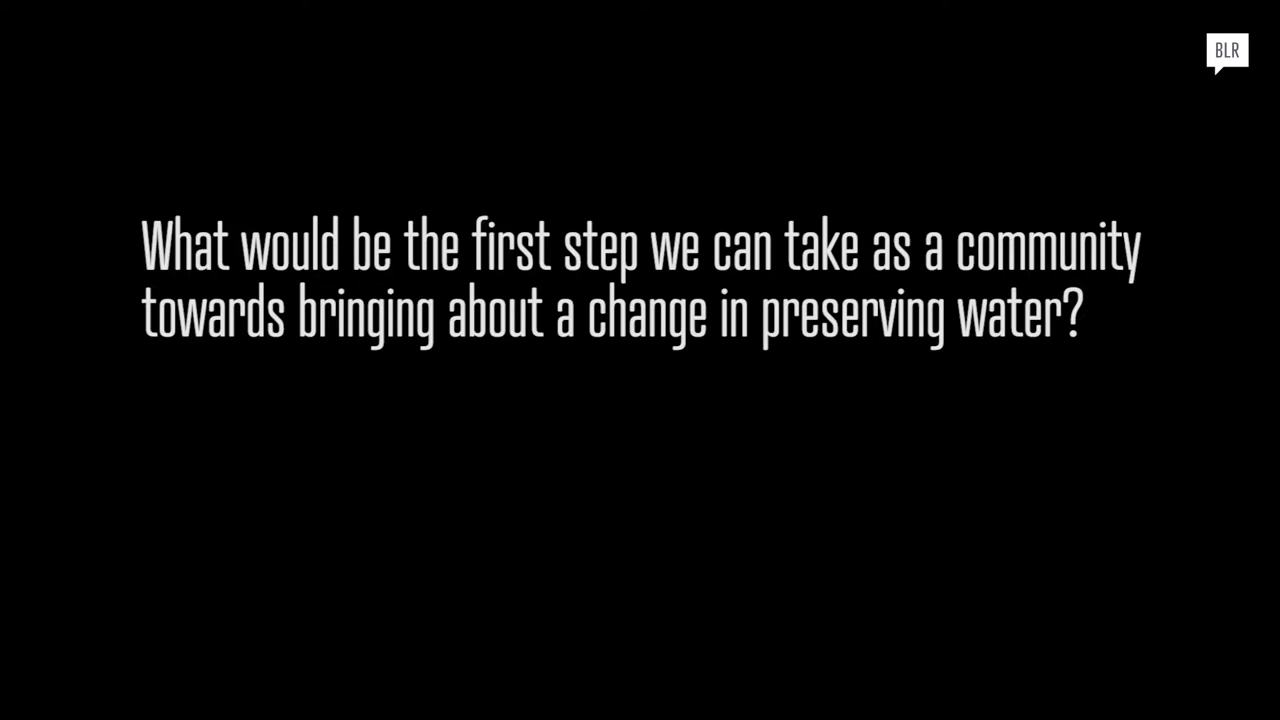 BLR
What would be the first step we can take as a community
towards bringing about a change in preserving water?